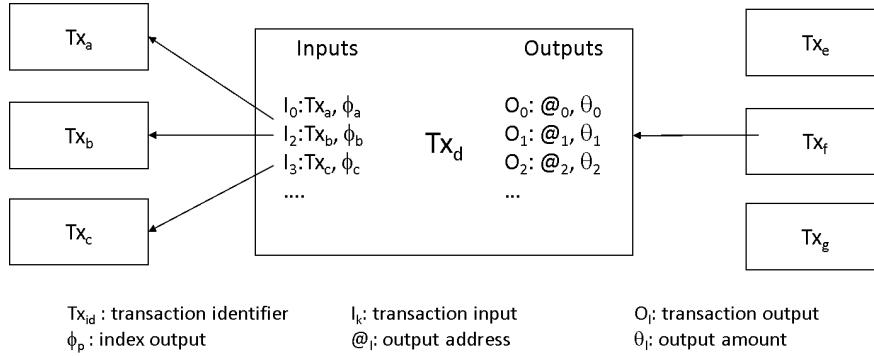 Tx_a
Tx_b
Tx_c
Inputs
I_0:Tx_a, ϕ_a
I_2:Tx_b, ϕ_b
I_3:Tx_c, ϕ_c
....
Tx_d
Outputs
O_0: @_0, θ_0
O_1: @_1, θ_1
O_2: @_2, θ_2
...
Tx_e
Tx_f
Tx_g
Tx_id : transaction identifier
I_k: transaction input
O_l: transaction output
ϕ_p : index output
@_l: output address
θ_l: output amount